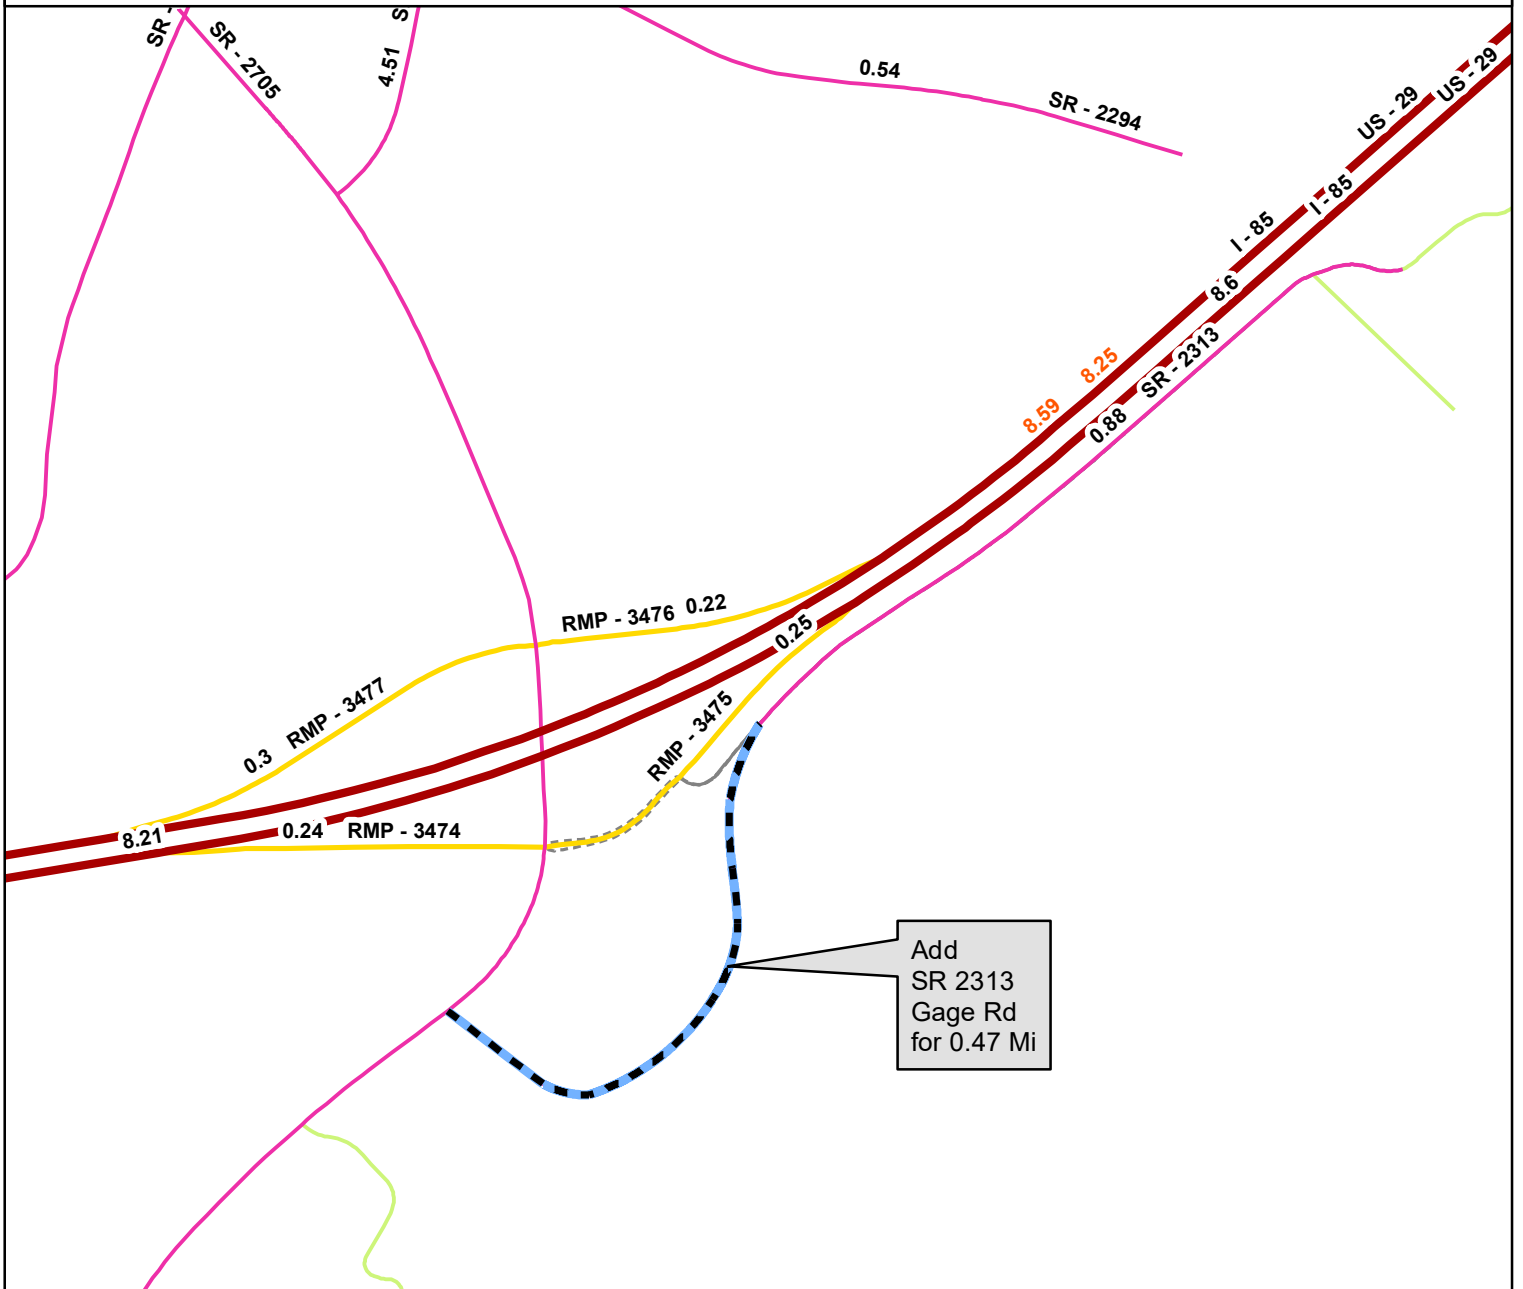 SR -
SR - 2705
4.51
S
0.54
SR - 2294
US - 29
US - 29
I - 85
I - 85
8.6
8.25
8.59
SR - 2313
0.88
RMP - 3476 0.22
0.25
0.3 RMP - 3477
RMP - 3475
8.21
0.24 RMP - 3474
Add
SR 2313
Gage Rd
for 0.47 Mi